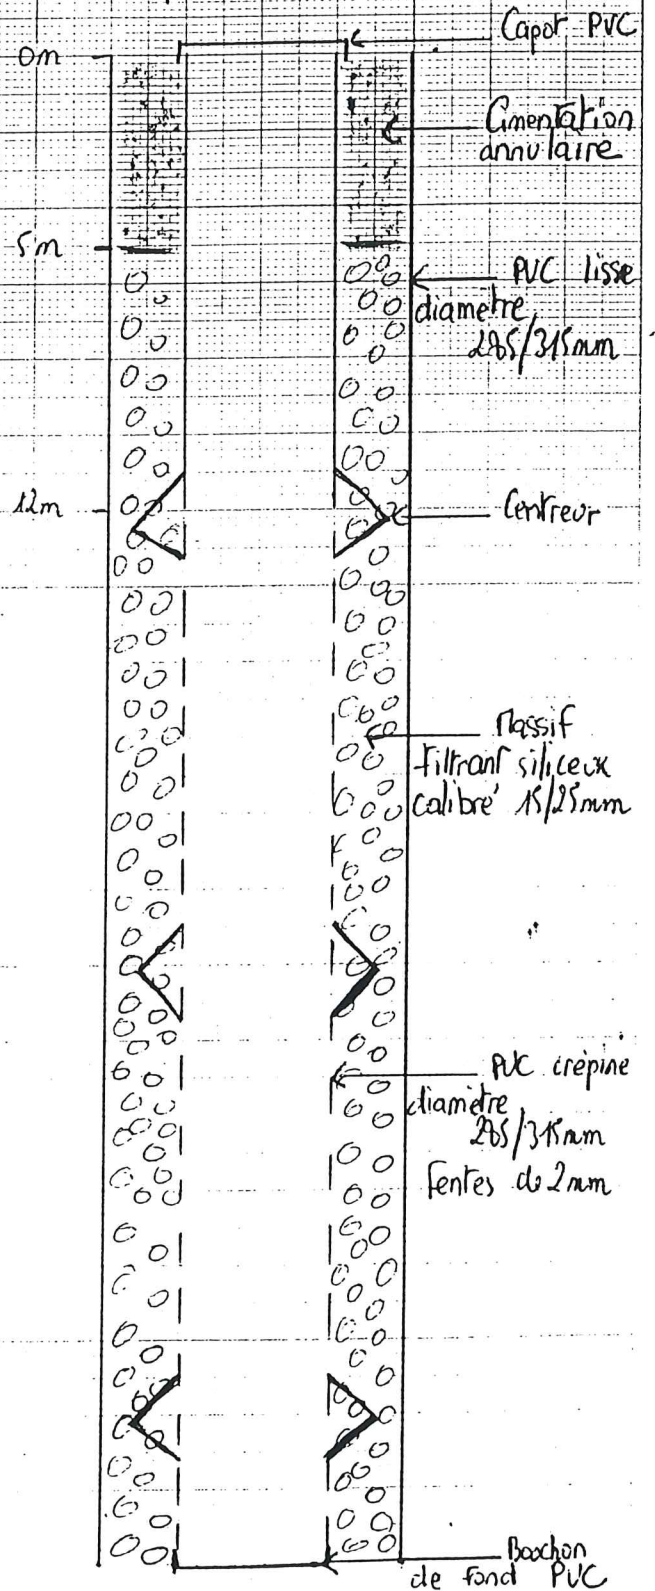 Capot PVC
0m
Cimentation
annulaire
5m
PVC lisse
diametre
285/315mm
12m
Centreur
Massif
filtrant siliceux
calibré 15/25mm
PVC crépine
diamètre
285/315mm
Fentes de 2mm
Bouchon
de fond PVC